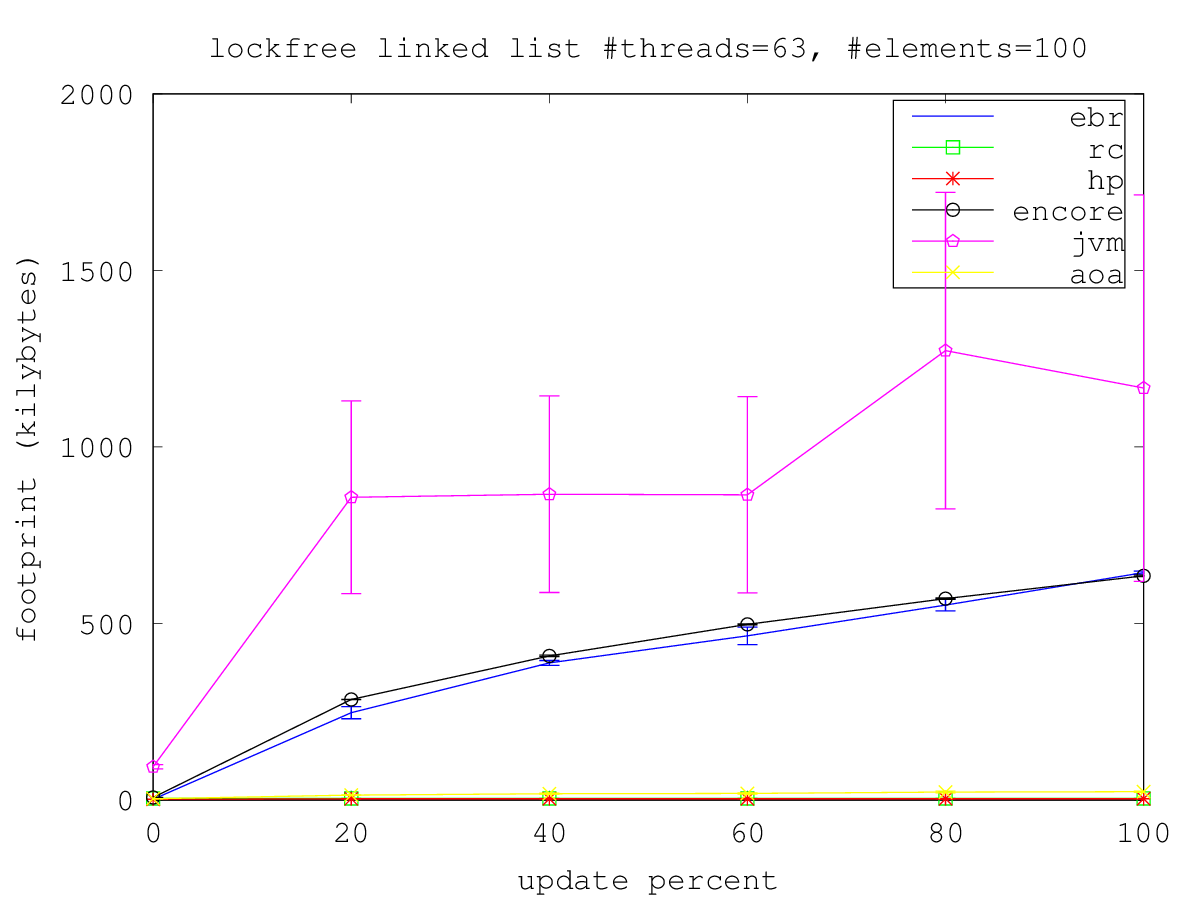 lockfree linked list #threads=63, #elements=100
2000
1500
1000
500
0
footprint (kilybytes)
ebr
rc
hp
encore
jvm
aoa
0 20 40 60 80 100
update percent